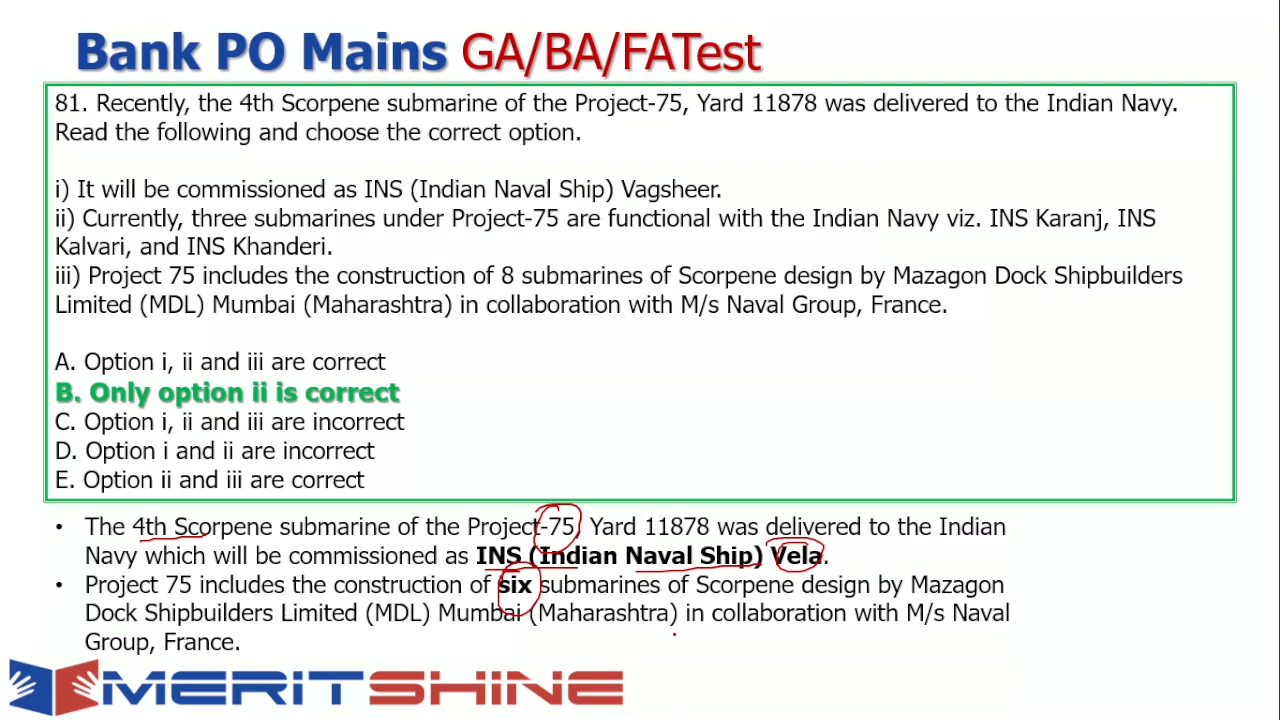 Bank PO Mains GA/BA/FATest
81. Recently, the 4th Scorpene submarine of the Project-75, Yard 11878 was delivered to the Indian Navy.
Read the following and choose the correct option.
i) It will be commissioned as INS (Indian Naval Ship) Vagsheer.
ii) Currently, three submarines under Project-75 are functional with the Indian Navy viz. INS Karanj, INS
Kalvari, and INS Khanderi.
iii) Project 75 includes the construction of 8 submarines of Scorpene design by Mazagon Dock Shipbuilders
Limited (MDL) Mumbai (Maharashtra) in collaboration with M/s Naval Group, France.
A. Option i, ii and iii are correct
B. Only option ii is correct
C. Option i, ii and iii are incorrect
D. Option i and ii are incorrect
E. Option ii and iii are correct
• The 4th Scorpene submarine of the Project-75, Yard 11878 was delivered to the Indian
Navy which will be commissioned as INS (Indian Naval Ship) Vela.
• Project 75 includes the construction of six submarines of Scorpene design by Mazagon
Dock Shipbuilders Limited (MDL) Mumbai (Maharashtra) in collaboration with M/s Naval
Group, France.
MERITSHINE